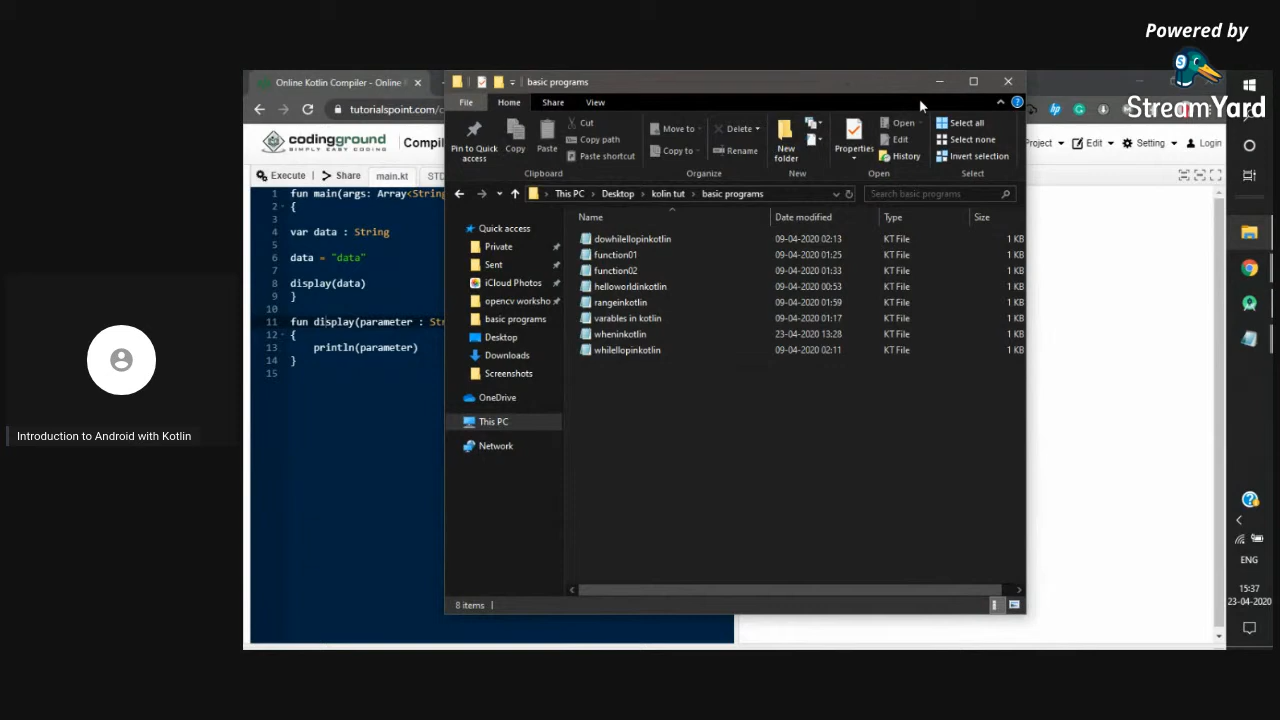 Powered by
StreamYard
Online Kotlin Compiler - Online
basic programs
File Home Share View
tutorialspoint.com/c
codingground
SIMPLY EASY CODING
Compil
Execute Share main.kt STD
Project Edit Setting Login
Pin to Quick access
Copy
Paste
Cut
Copy path
Paste shortcut
Clipboard
Move to
Copy to
Delete
Rename
Organize
New folder
New
Properties
Open
Edit
History
Open
Select all
Select none
Invert selection
Select
This PC Desktop kolin tut basic programs
Search basic programs
Name Date modified Type Size
dowhilellopinkotlin 09-04-2020 02:13 KT File 1 KB
function01 09-04-2020 01:25 KT File 1 KB
function02 09-04-2020 01:33 KT File 1 KB
helloworldinkotlin 09-04-2020 00:53 KT File 1 KB
rangeinkotlin 09-04-2020 01:59 KT File 1 KB
varables in kotlin 09-04-2020 01:17 KT File 1 KB
wheninkotlin 23-04-2020 13:28 KT File 1 KB
whilellopinkotlin 09-04-2020 02:11 KT File 1 KB
Quick access
Private
Sent
iCloud Photos
opencv worksho
basic programs
Desktop
Downloads
Screenshots
OneDrive
This PC
Network
8 items
1 fun main(args: Array<String
2 {
3
4 var data : String
5
6 data = "data"
7
8 display(data)
9 }
10
11 fun display(parameter : Str
12 {
13 println(parameter)
14 }
15
Introduction to Android with Kotlin
ENG
15:37
23-04-2020